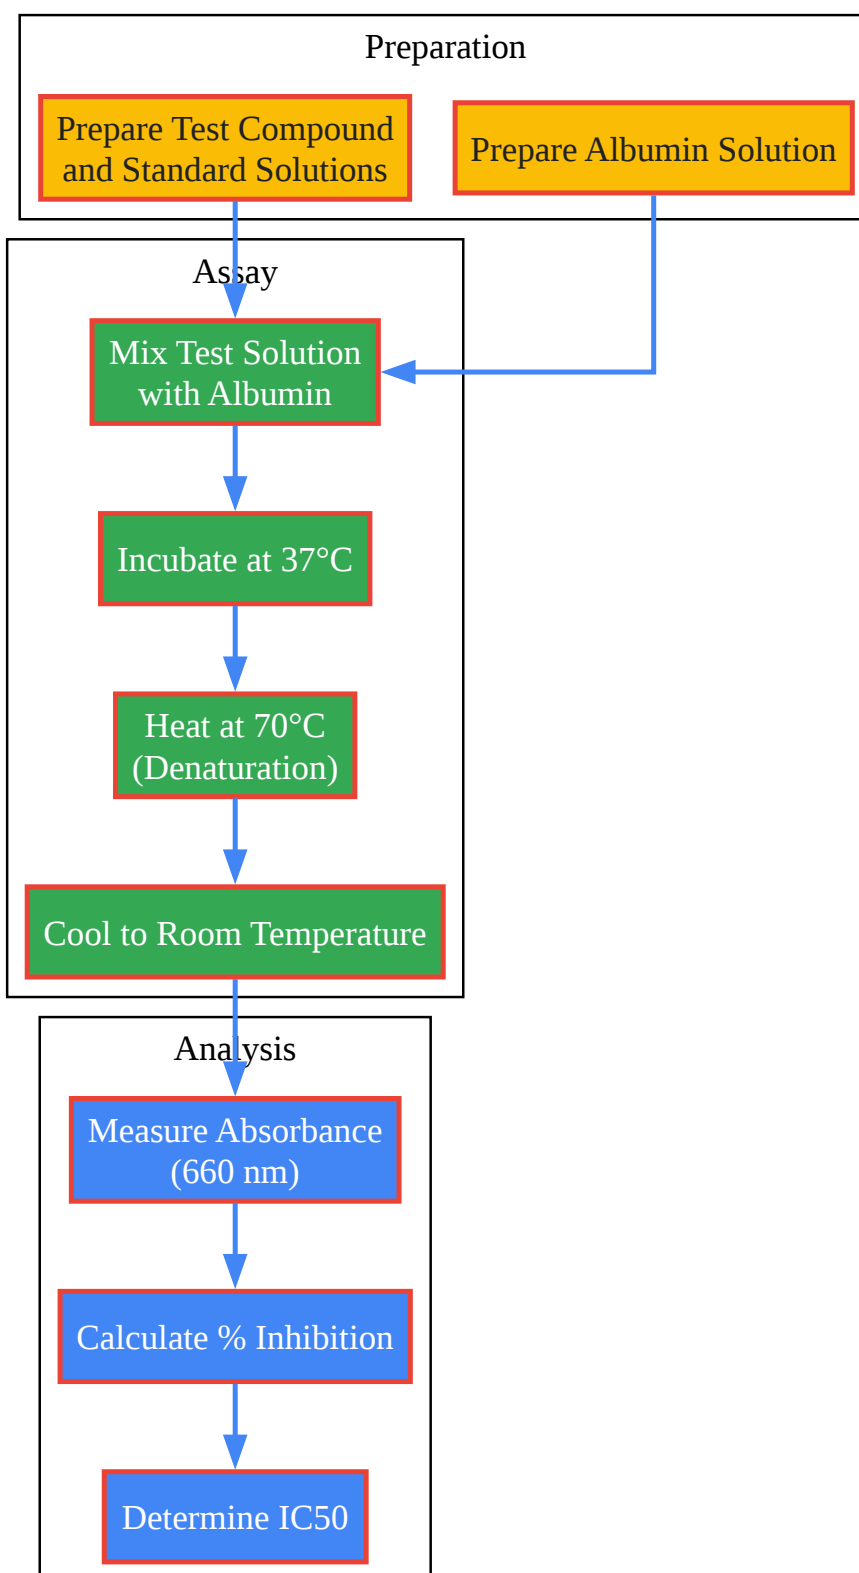 Preparation
Prepare Test Compound
and Standard Solutions
Prepare Albumin Solution
Assay
Mix Test Solution
with Albumin
Incubate at 37°C
Heat at 70°C
(Denaturation)
Cool to Room Temperature
Analysis
Measure Absorbance
(660 nm)
Calculate % Inhibition
Determine IC50